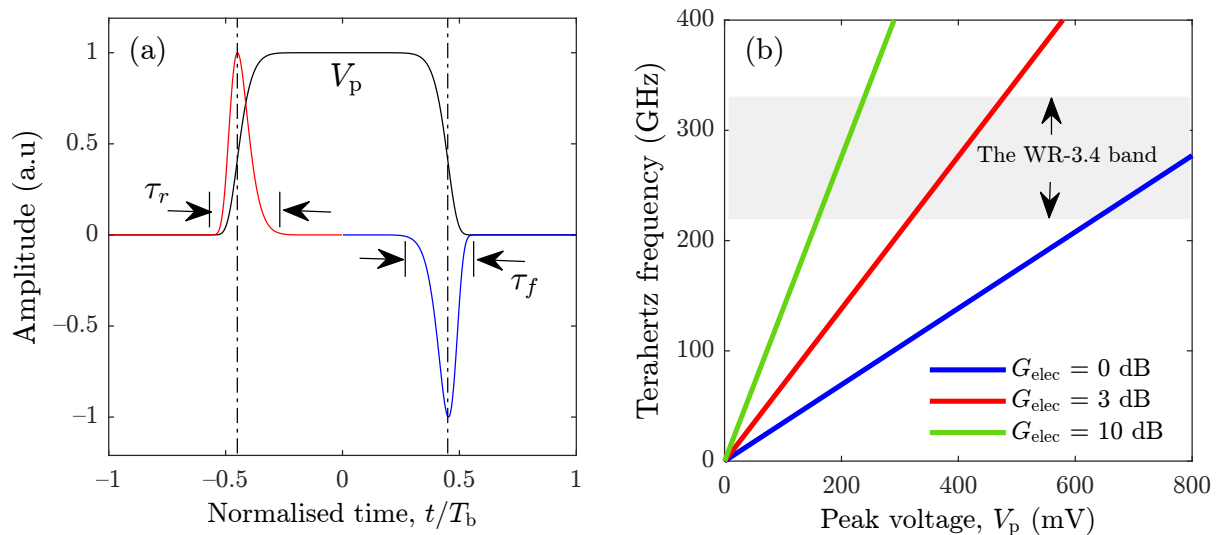 (a)
V_p
τ_r
τ_f
1
0.5
0
−0.5
−1
Amplitude (a.u)
−1
−0.5
0
0.5
1
Normalised time, t/T_b
(b)
400
300
200
100
0
Terahertz frequency (GHz)
The WR-3.4 band
G_elec = 0 dB
G_elec = 3 dB
G_elec = 10 dB
0
200
400
600
800
Peak voltage, V_p (mV)